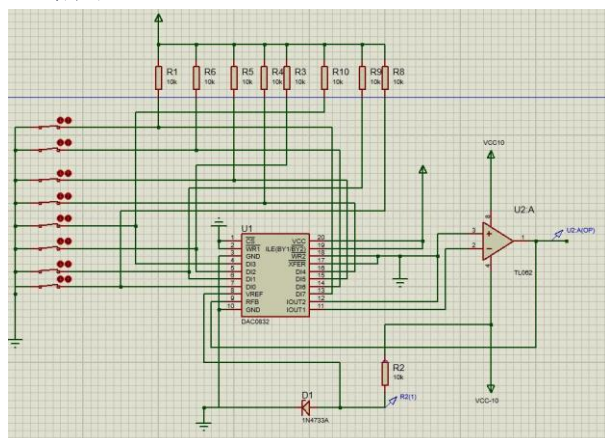 R1
10k
R6
10k
R5
10k
R4
10k
R3
10k
R10
10k
R9
10k
R8
10k
VCC10
U2:A
3
2
8
4
1
U2:A(OP)
TL082
U1
1
2
3
4
5
6
7
8
9
10
CS
WR1
GND
DI3
DI2
DI1
DI0
VREF
RFB
GND
VCC
ILE(BY1/BY2)
WR2
XFER
DI4
DI5
DI6
DI7
IOUT2
IOUT1
20
19
18
17
16
15
14
13
12
11
DAC0832
R2
10k
R2(1)
VCC-10
D1
1N4733A